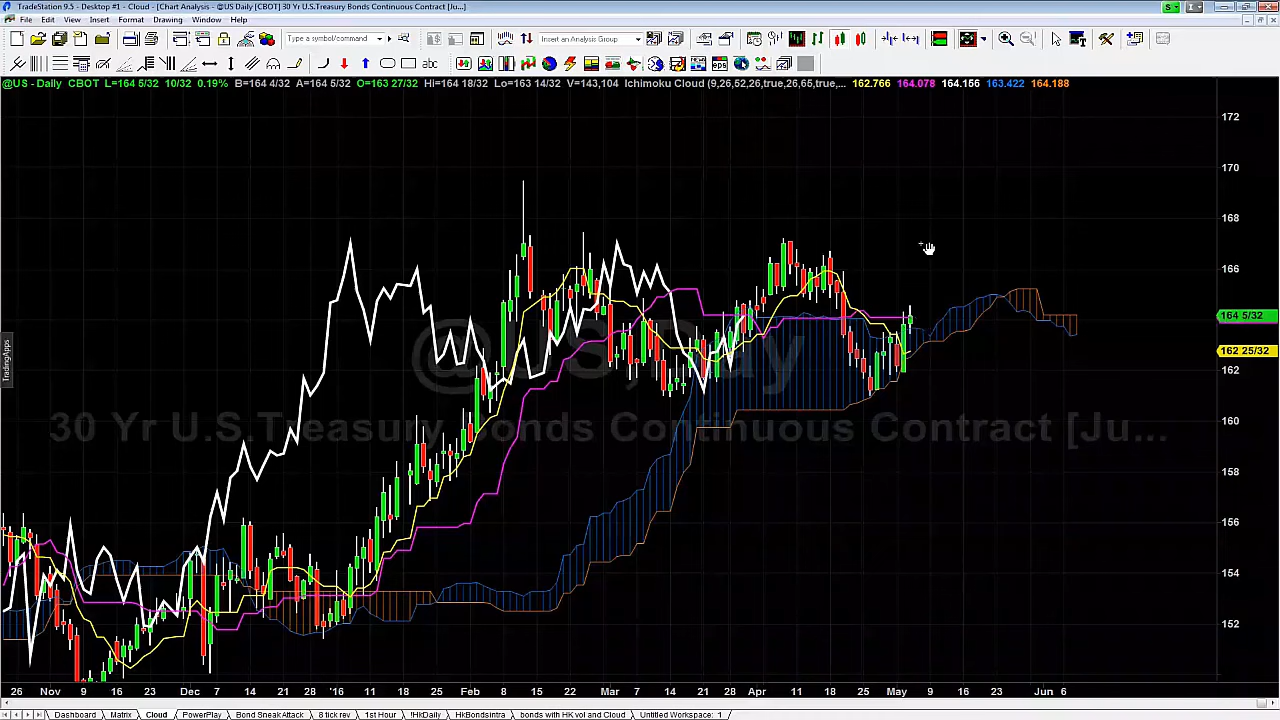 TradeStation 9.5 - Desktop #1 - Cloud - [Chart Analysis - @US Daily [CBOT] 30 Yr U.S.Treasury Bonds Continuous Contract [Ju...]
File Edit View Insert Format Drawing Window Help
Type a symbol/command
Insert an Analysis Group
abc
eps
@US - Daily CBOT L=164 5/32 10/32 0.19% B=164 4/32 A=164 5/32 O=163 27/32 Hi=164 18/32 Lo=163 14/32 V=143,104 Ichimoku Cloud (9,26,52,26,true,26,65,true,... 162.766 164.078 164.156 163.422 164.188
172
170
168
166
164 5/32
162 25/32
162
160
158
156
154
152
@US,Day
30 Yr U.S.Treasury Bonds Continuous Contract [Ju...
TradingApps
26 Nov 9 16 23 Dec 7 14 21 28 '16 11 18 25 Feb 8 15 22 Mar 7 14 21 28 Apr 11 18 25 May 9 16 23 Jun 6
Dashboard Matrix Cloud PowerPlay Bond SneakAttack 6 tick rev 1st Hour !HkDaily HkBondsintra bonds with HK vol and Cloud Untitled Workspace: 1